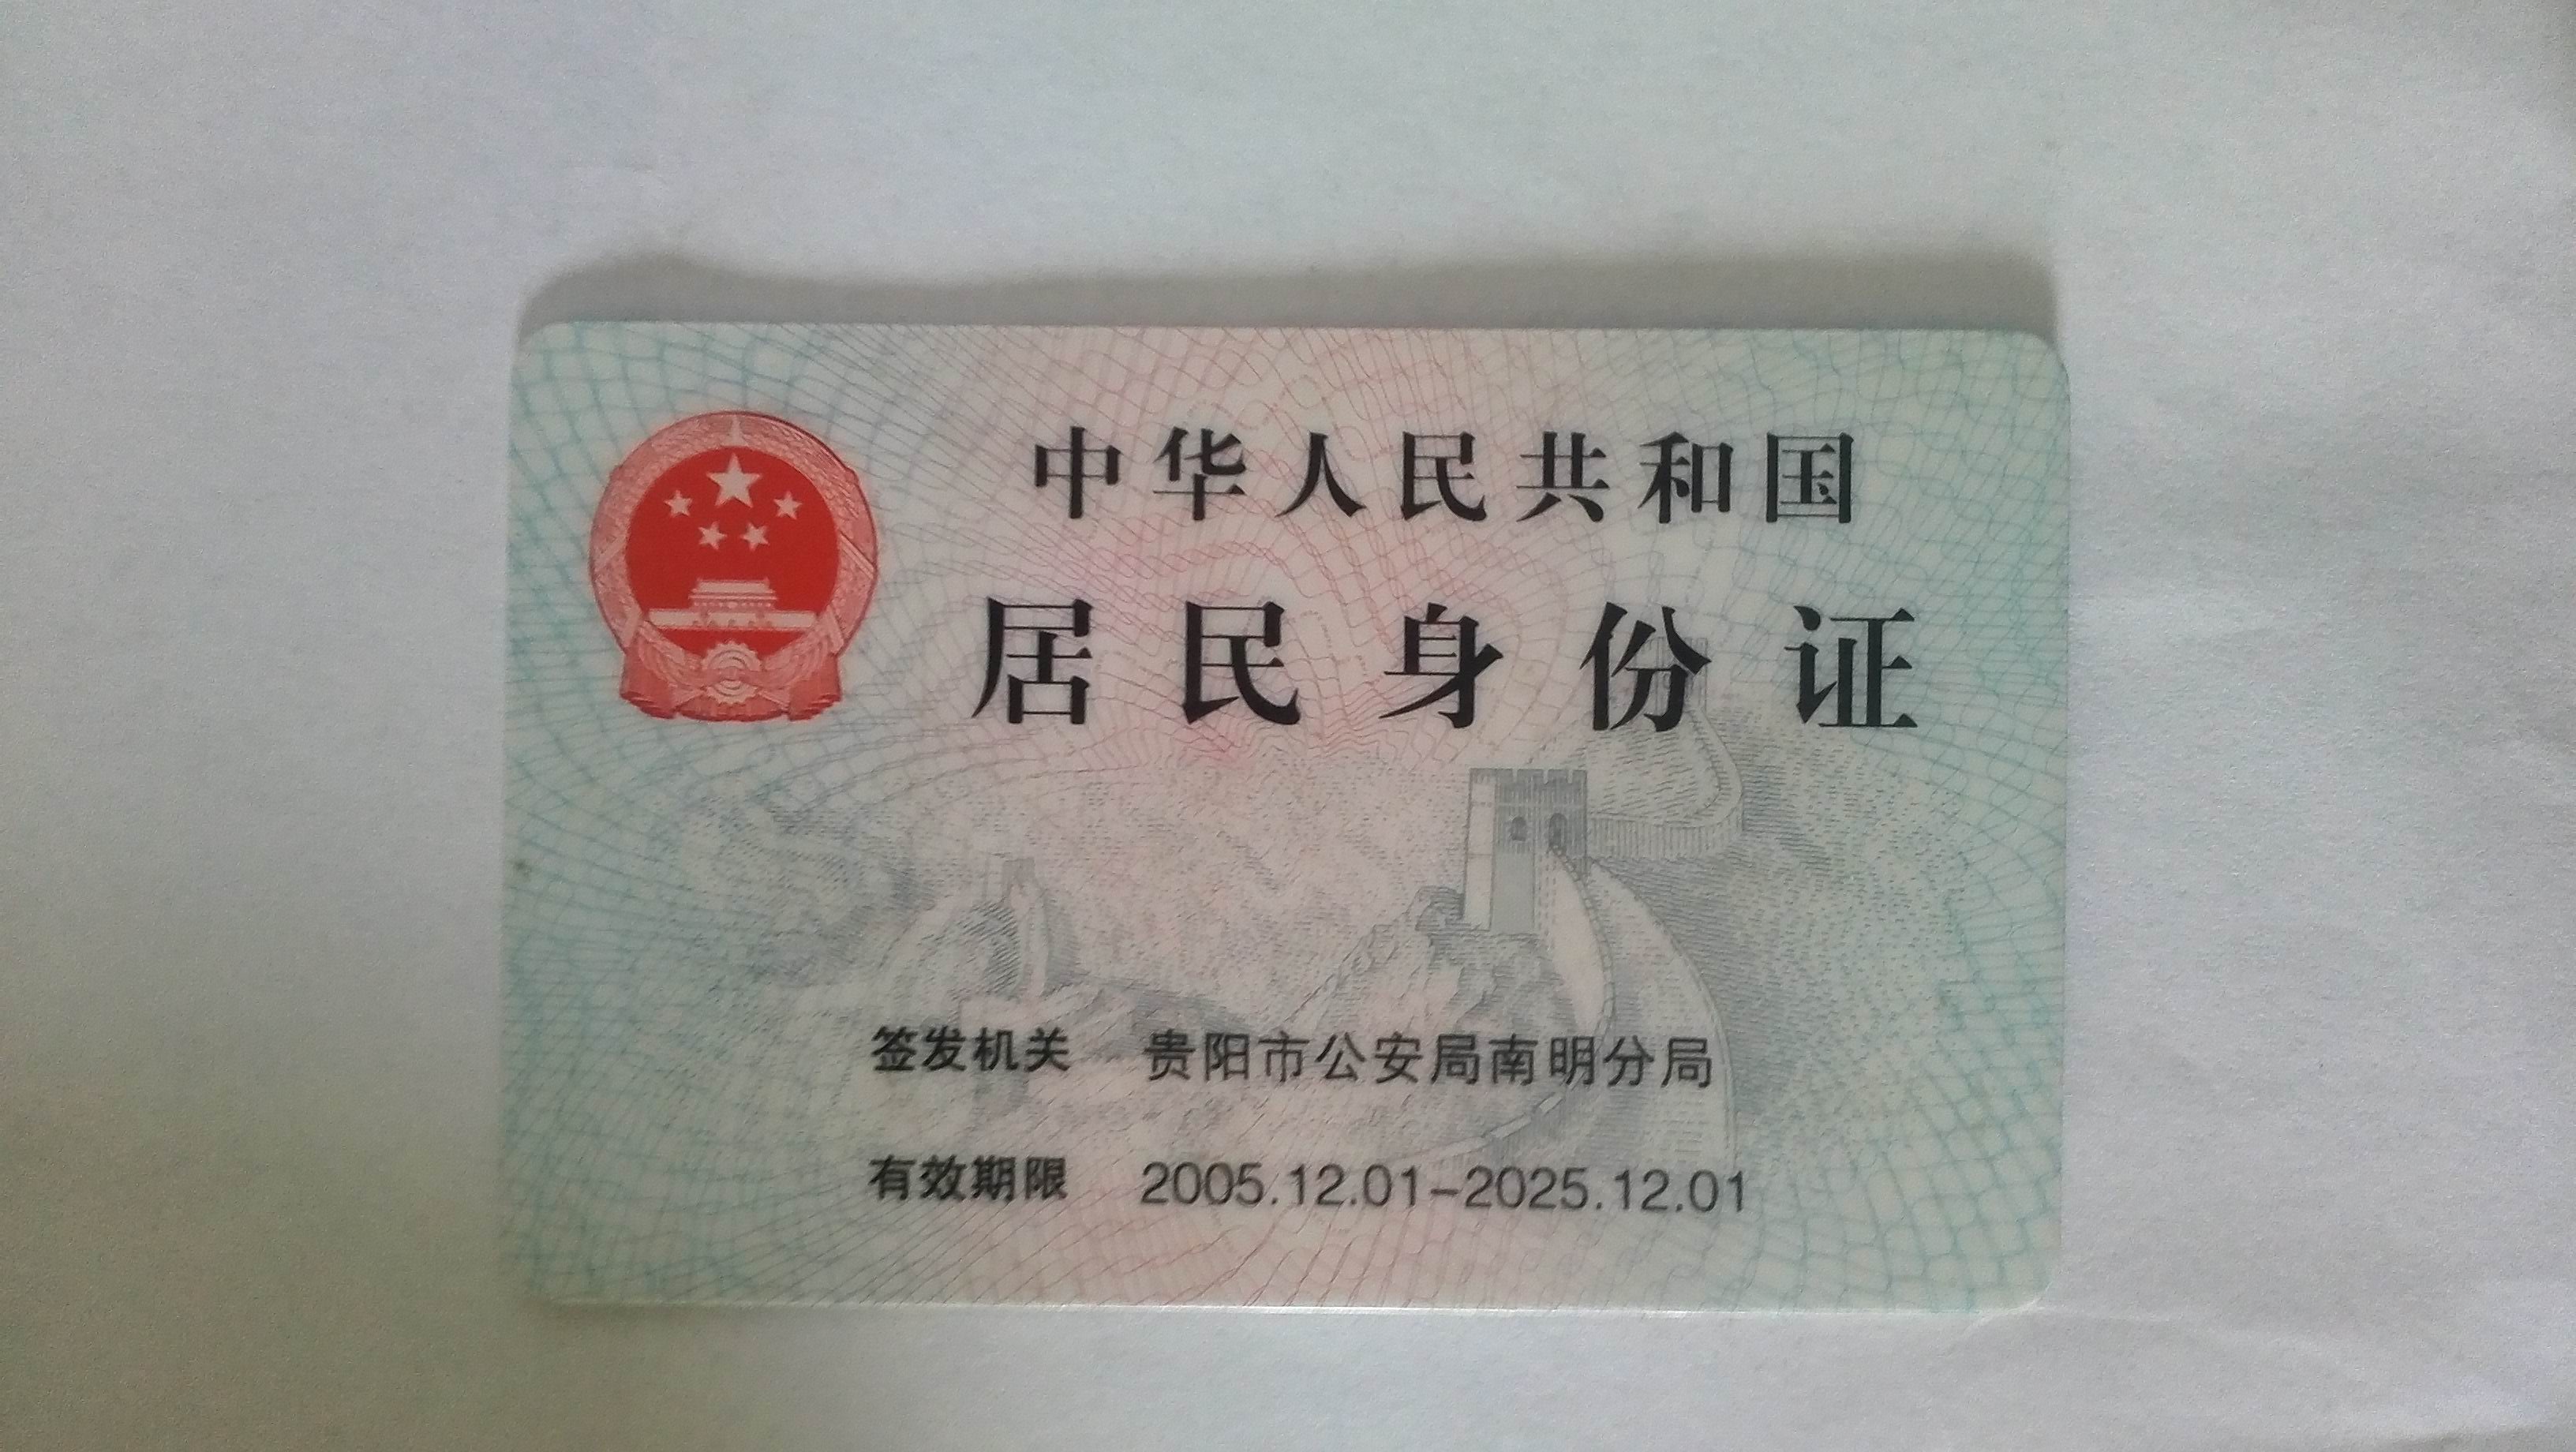 中华人民共和国
居民身份证
签发机关 贵阳市公安局南明分局
有效期限 2005.12.01-2025.12.01